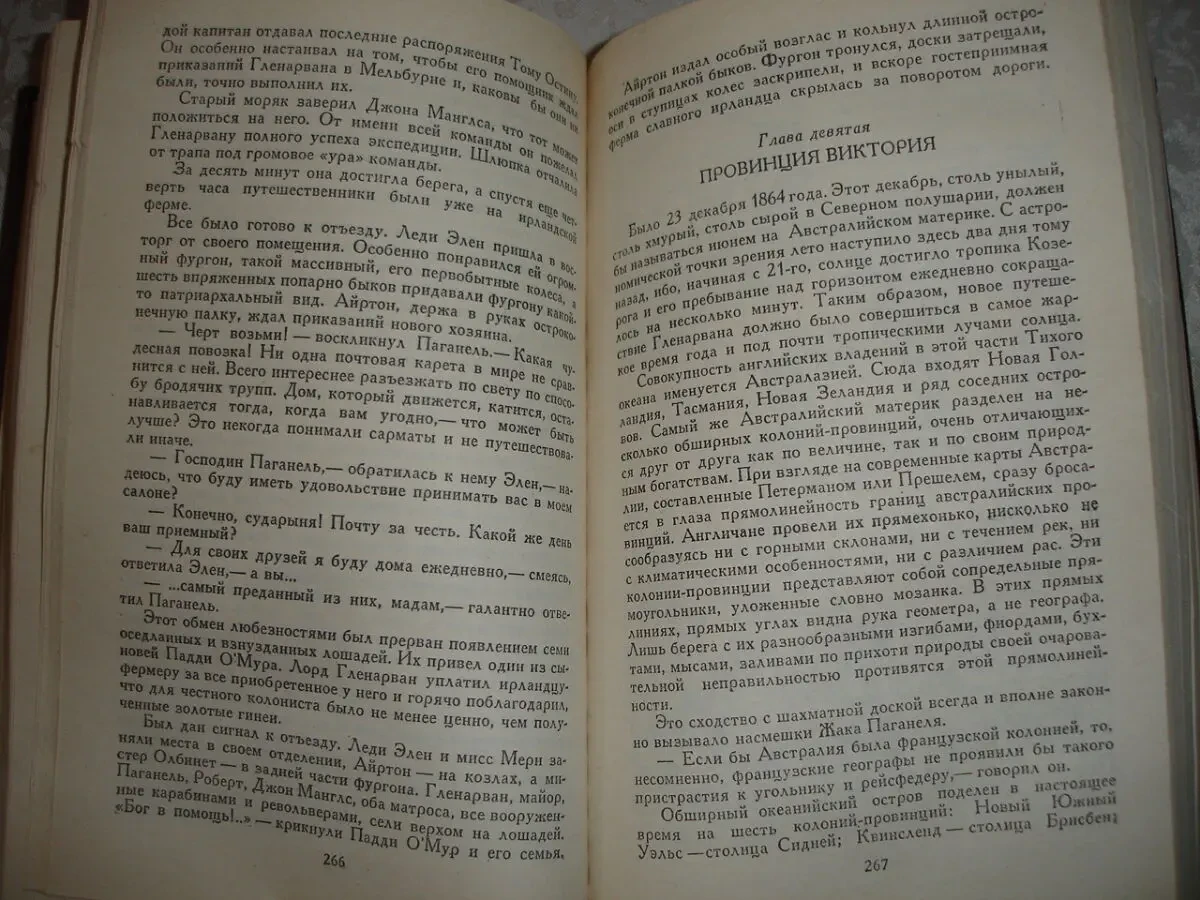 дой капитан отдавал последние распоряжения Тому Остину.
Он особенно настаивал на том, чтобы его помощник ждал
приказаний Гленарвана в Мельбурне и, каковы бы они ни
были, точно выполнил их.
Старый моряк заверил Джона Манглса, что тот может
положиться на него. От имени всей команды он пожелал
Гленарвану полного успеха экспедиции. Шлюпка отчалила
от трапа под громовое «ура» команды.
За десять минут она достигла берега, а спустя еще чет-
верть часа путешественники были уже на ирландской
ферме.
Все было готово к отъезду. Леди Элен пришла в вос-
торг от своего помещения. Особенно понравился ей огром-
ный фургон, такой массивный, его первобытные колеса, а
шесть впряженных попарно быков придавали фургону какой-
то патриархальный вид. Айртон, держа в руках остроко-
нечную палку, ждал приказаний нового хозяина.
— Черт возьми! — воскликнул Паганель.— Какая чу-
десная повозка! Ни одна почтовая карета в мире не срав-
нится с ней. Всего интереснее разъезжать по свету по спосо-
бу бродячих трупп. Дом, который движется, катится, оста-
навливается тогда, когда вам угодно,— что может быть
лучше? Это некогда понимали сарматы и не путешествова-
ли иначе.
— Господин Паганель,— обратилась к нему Элен,— на-
деюсь, что буду иметь удовольствие принимать вас в моем
салоне?
— Конечно, сударыня! Почту за честь. Какой же день
ваш приемный?
— Для своих друзей я буду дома ежедневно,— смеясь,
ответила Элен,— а вы...
— ...самый преданный из них, мадам,— галантно отве-
тил Паганель.
Этот обмен любезностями был прерван появлением семи
оседланных и взнузданных лошадей. Их привел один из сы-
новей Падди О'Мура. Лорд Гленарван уплатил ирландцу-
фермеру за все приобретенное у него и горячо поблагодарил,
что для честного колониста было не менее ценно, чем полу-
ченные золотые гинеи.
Был дан сигнал к отъезду. Леди Элен и мисс Мери за-
няли места в своем отделении, Айртон — на козлах, а ми-
стер Олбинет — в задней части фургона. Гленарван, майор,
Паганель, Роберт, Джон Манглс, оба матроса, все вооружен-
ные карабинами и револьверами, сели верхом на лошадей.
«Бог в помощь!..» — крикнули Падди О'Мур и его семья.
266
Айртон издал особый возглас и кольнул длинной остро-
конечной палкой быков. Фургон тронулся, доски затрещали,
оси в ступицах колес заскрипели, и вскоре гостеприимная
ферма славного ирландца скрылась за поворотом дороги.
Глава девятая
ПРОВИНЦИЯ ВИКТОРИЯ
Было 23 декабря 1864 года. Этот декабрь, столь унылый,
столь хмурый, столь сырой в Северном полушарии, должен
бы называться июнем на Австралийском материке. С астро-
номической точки зрения лето наступило здесь два дня тому
назад, ибо, начиная с 21-го, солнце достигло тропика Козе-
рога и его пребывание над горизонтом ежедневно сокраща-
лось на несколько минут. Таким образом, новое путеше-
ствие Гленарвана должно было совершиться в самое жар-
кое время года и под почти тропическими лучами солнца.
Совокупность английских владений в этой части Тихого
океана именуется Австралазией. Сюда входят Новая Гол-
ландия, Тасмания, Новая Зеландия и ряд соседних остро-
вов. Самый же Австралийский материк разделен на не-
сколько обширных колоний-провинций, очень отличающих-
ся друг от друга как по величине, так и по своим природ-
ным богатствам. При взгляде на современные карты Австра-
лии, составленные Петерманом или Прешелем, сразу броса-
ется в глаза прямолинейность границ австралийских про-
винций. Англичане провели их прямехонько, нисколько не
сообразуясь ни с горными склонами, ни с течением рек, ни
с климатическими особенностями, ни с различием рас. Эти
колонии-провинции представляют собой сопредельные пря-
моугольники, уложенные словно мозаика. В этих прямых
линиях, прямых углах видна рука геометра, а не географа.
Лишь берега с их разнообразными изгибами, фиордами, бух-
тами, мысами, заливами по прихоти природы своей очарова-
тельной неправильностью противятся этой прямолиней-
ности.
Это сходство с шахматной доской всегда и вполне закон-
но вызывало насмешки Жака Паганеля.
— Если бы Австралия была французской колонией, то,
несомненно, французские географы не проявили бы такого
пристрастия к угольнику и рейсфедеру,— говорил он.
Обширный океанийский остров поделен в настоящее
время на шесть колоний-провинций: Новый Южный
Уэльс — столица Сидней; Квинсленд — столица Брисбен;
267